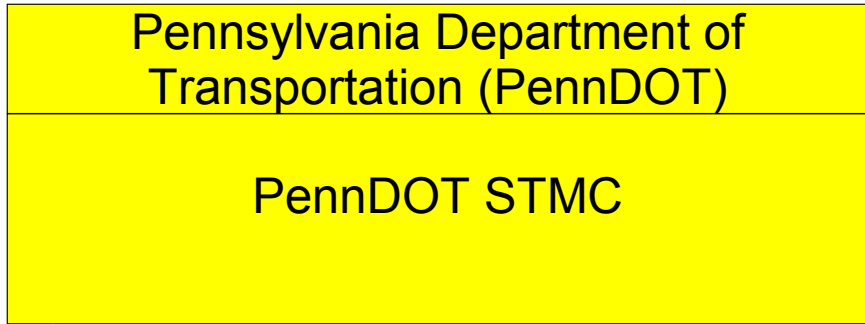 Pennsylvania Department of
Transportation (PennDOT)
PennDOT STMC